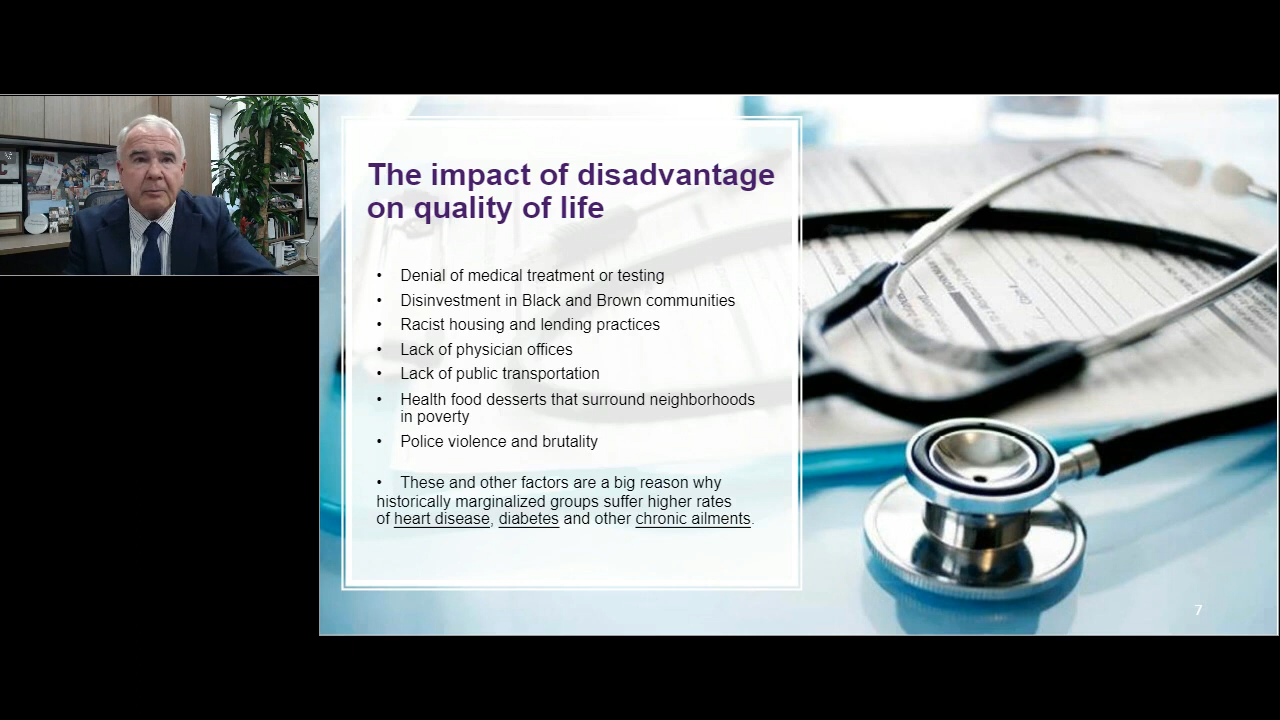 The impact of disadvantage
on quality of life
• Denial of medical treatment or testing
• Disinvestment in Black and Brown communities
• Racist housing and lending practices
• Lack of physician offices
• Lack of public transportation
• Health food desserts that surround neighborhoods
in poverty
• Police violence and brutality
• These and other factors are a big reason why
historically marginalized groups suffer higher rates
of heart disease, diabetes and other chronic ailments.
7